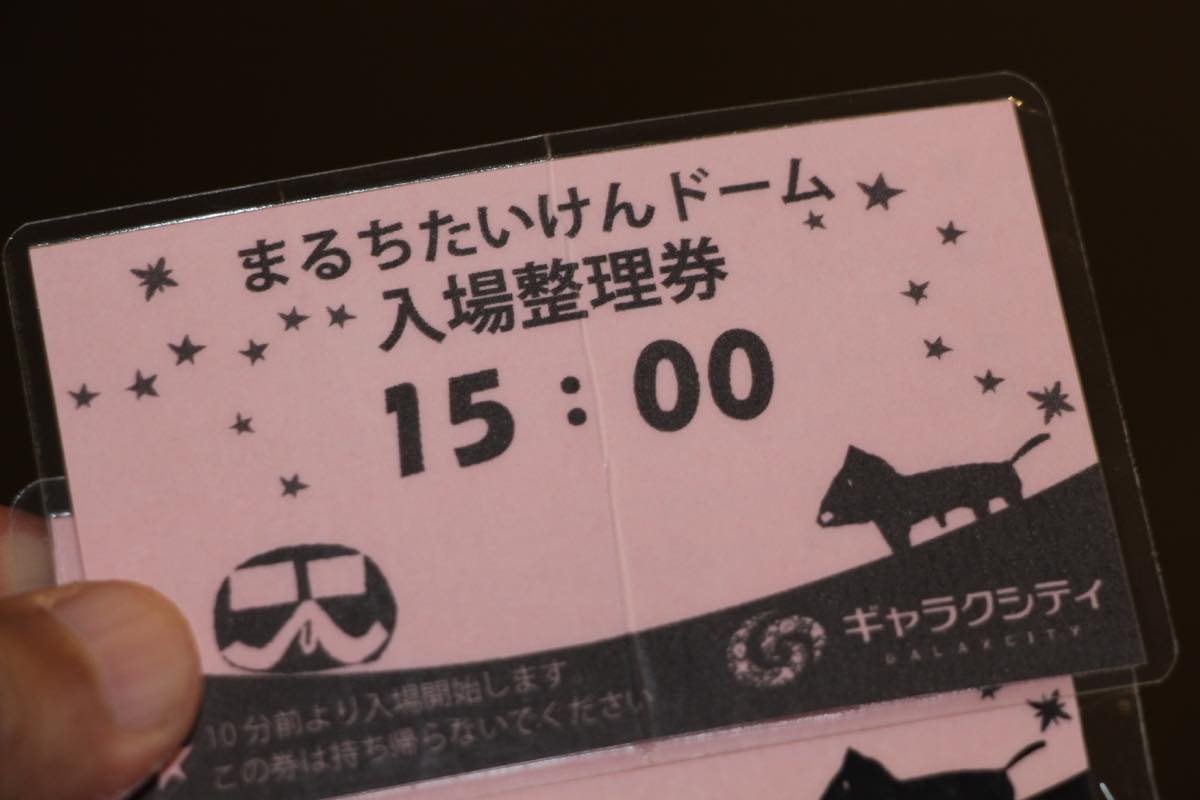 まるちたいけんドーム
入場整理券
15:00
ギャラクシティ
GALAXCITY
10分前より入場開始します。
この券は持ち帰らないでください